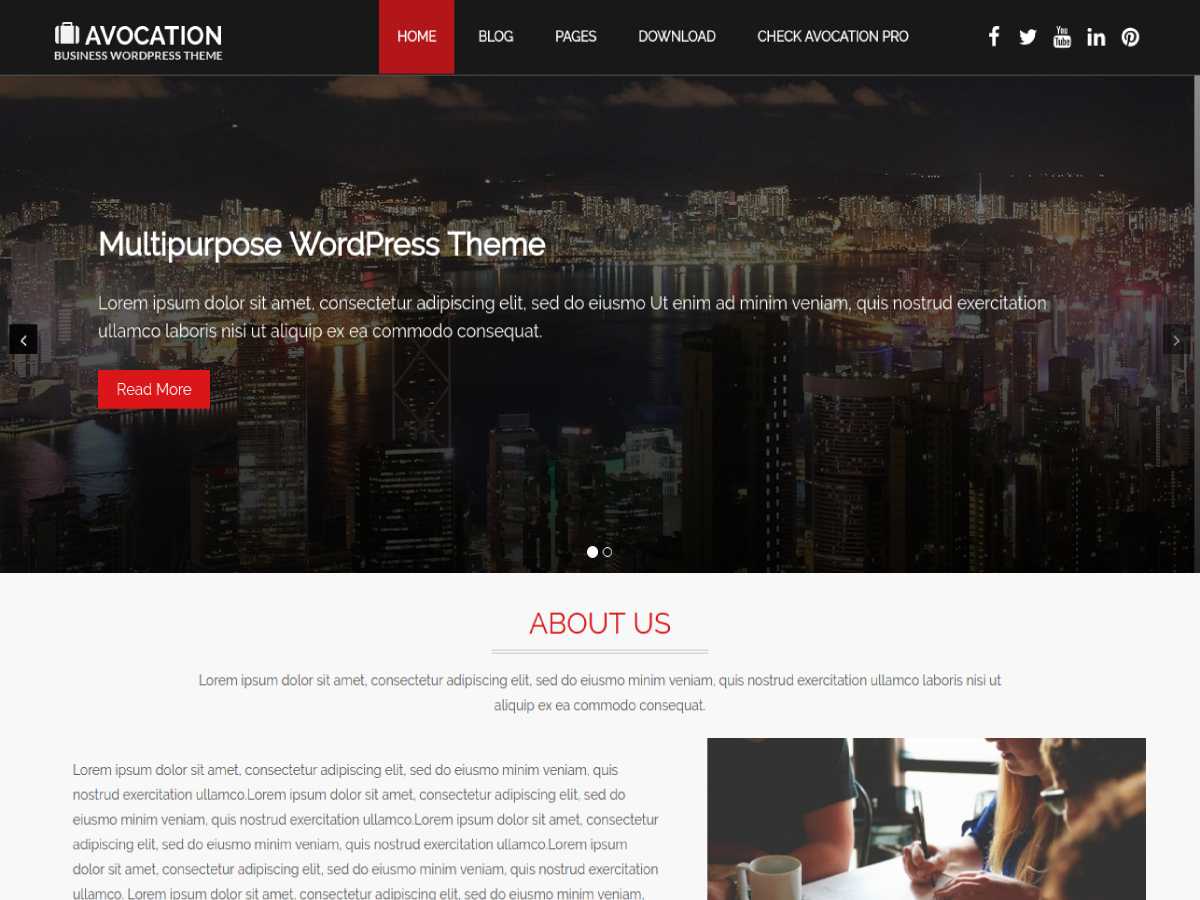 AVOCATION
BUSINESS WORDPRESS THEME
HOME BLOG PAGES DOWNLOAD CHECK AVOCATION PRO
You
Tube
Multipurpose WordPress Theme
Lorem ipsum dolor sit amet, consectetur adipiscing elit, sed do eiusmo Ut enim ad minim veniam, quis nostrud exercitation
ullamco laboris nisi ut aliquip ex ea commodo consequat.
Read More
ABOUT US
Lorem ipsum dolor sit amet, consectetur adipiscing elit, sed do eiusmo minim veniam, quis nostrud exercitation ullamco laboris nisi ut
aliquip ex ea commodo consequat.
Lorem ipsum dolor sit amet, consectetur adipiscing elit, sed do eiusmo minim veniam, quis
nostrud exercitation ullamco.Lorem ipsum dolor sit amet, consectetur adipiscing elit, sed do
eiusmo minim veniam, quis nostrud exercitation ullamco.Lorem ipsum dolor sit amet, consectetur
adipiscing elit, sed do eiusmo minim veniam, quis nostrud exercitation ullamco.Lorem ipsum
dolor sit amet, consectetur adipiscing elit, sed do eiusmo minim veniam, quis nostrud exercitation
ullamco. Lorem ipsum dolor sit amet, consectetur adipiscing elit, sed do eiusmo minim veniam,